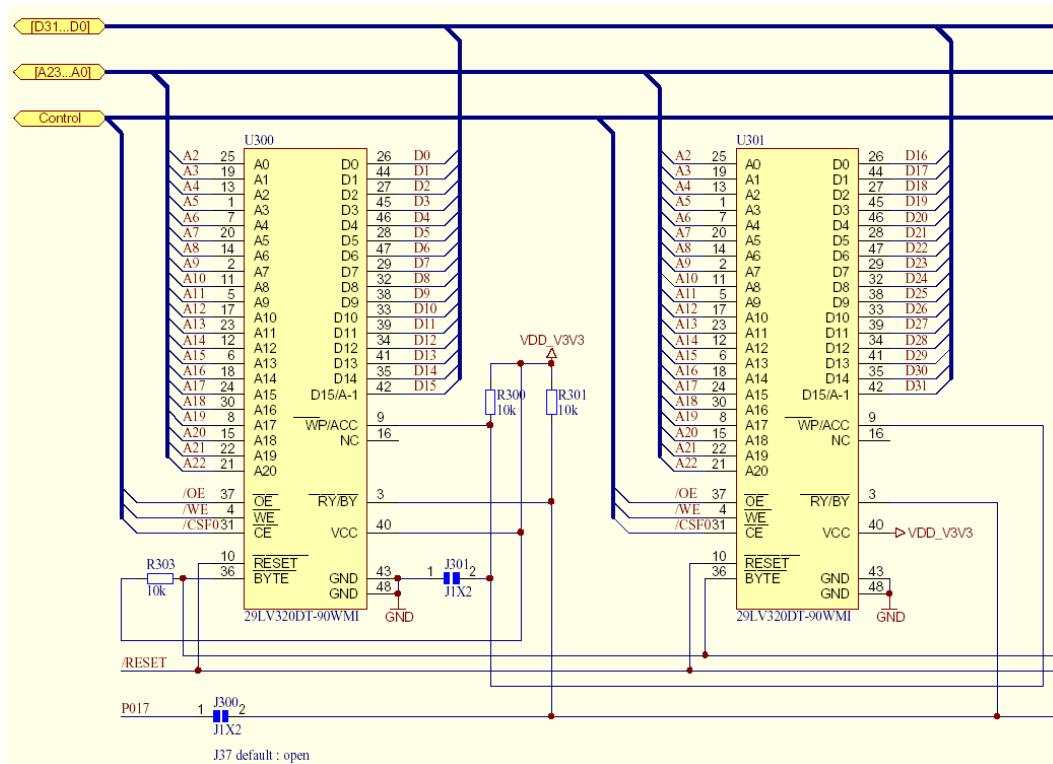 [D31...D0]
[A23...A0]
Control
U300
A2 25 A0 D0 26 D0
A3 19 A1 D1 44 D1
A4 13 A2 D2 27 D2
A5 1 A3 D3 45 D3
A6 7 A4 D4 46 D4
A7 20 A5 D5 28 D5
A8 14 A6 D6 47 D6
A9 2 A7 D7 29 D7
A10 11 A8 D8 32 D8
A11 5 A9 D9 38 D9
A12 17 A10 D10 33 D10
A13 23 A11 D11 39 D11
A14 12 A12 D12 34 D12
A15 6 A13 D13 41 D13
A16 18 A14 D14 35 D14
A17 24 A15 D15/A-1 42 D15
A18 30 A16
A19 8 A17 WP/ACC 9
A20 15 A18 NC 16
A21 22 A19
A22 21 A20
/OE 37 OE RY/BY 3
/WE 4 WE
/CSF0 31 CE VCC 40
10 RESET
36 BYTE GND 43
GND 48
29LV320DT-90WMI
R303
10k
GND
1 J301 2
J1X2
VDD_V3V3
R300
10k
R301
10k
U301
A2 25 A0 D0 26 D16
A3 19 A1 D1 44 D17
A4 13 A2 D2 27 D18
A5 1 A3 D3 45 D19
A6 7 A4 D4 46 D20
A7 20 A5 D5 28 D21
A8 14 A6 D6 47 D22
A9 2 A7 D7 29 D23
A10 11 A8 D8 32 D24
A11 5 A9 D9 38 D25
A12 17 A10 D10 33 D26
A13 23 A11 D11 39 D27
A14 12 A12 D12 34 D28
A15 6 A13 D13 41 D29
A16 18 A14 D14 35 D30
A17 24 A15 D15/A-1 42 D31
A18 30 A16
A19 8 A17 WP/ACC 9
A20 15 A18 NC 16
A21 22 A19
A22 21 A20
/OE 37 OE RY/BY 3
/WE 4 WE
/CSF0 31 CE VCC 40 VDD_V3V3
10 RESET
36 BYTE GND 43
GND 48
29LV320DT-90WMI
GND
/RESET
P017
1 J300 2
J1X2
J37 default : open